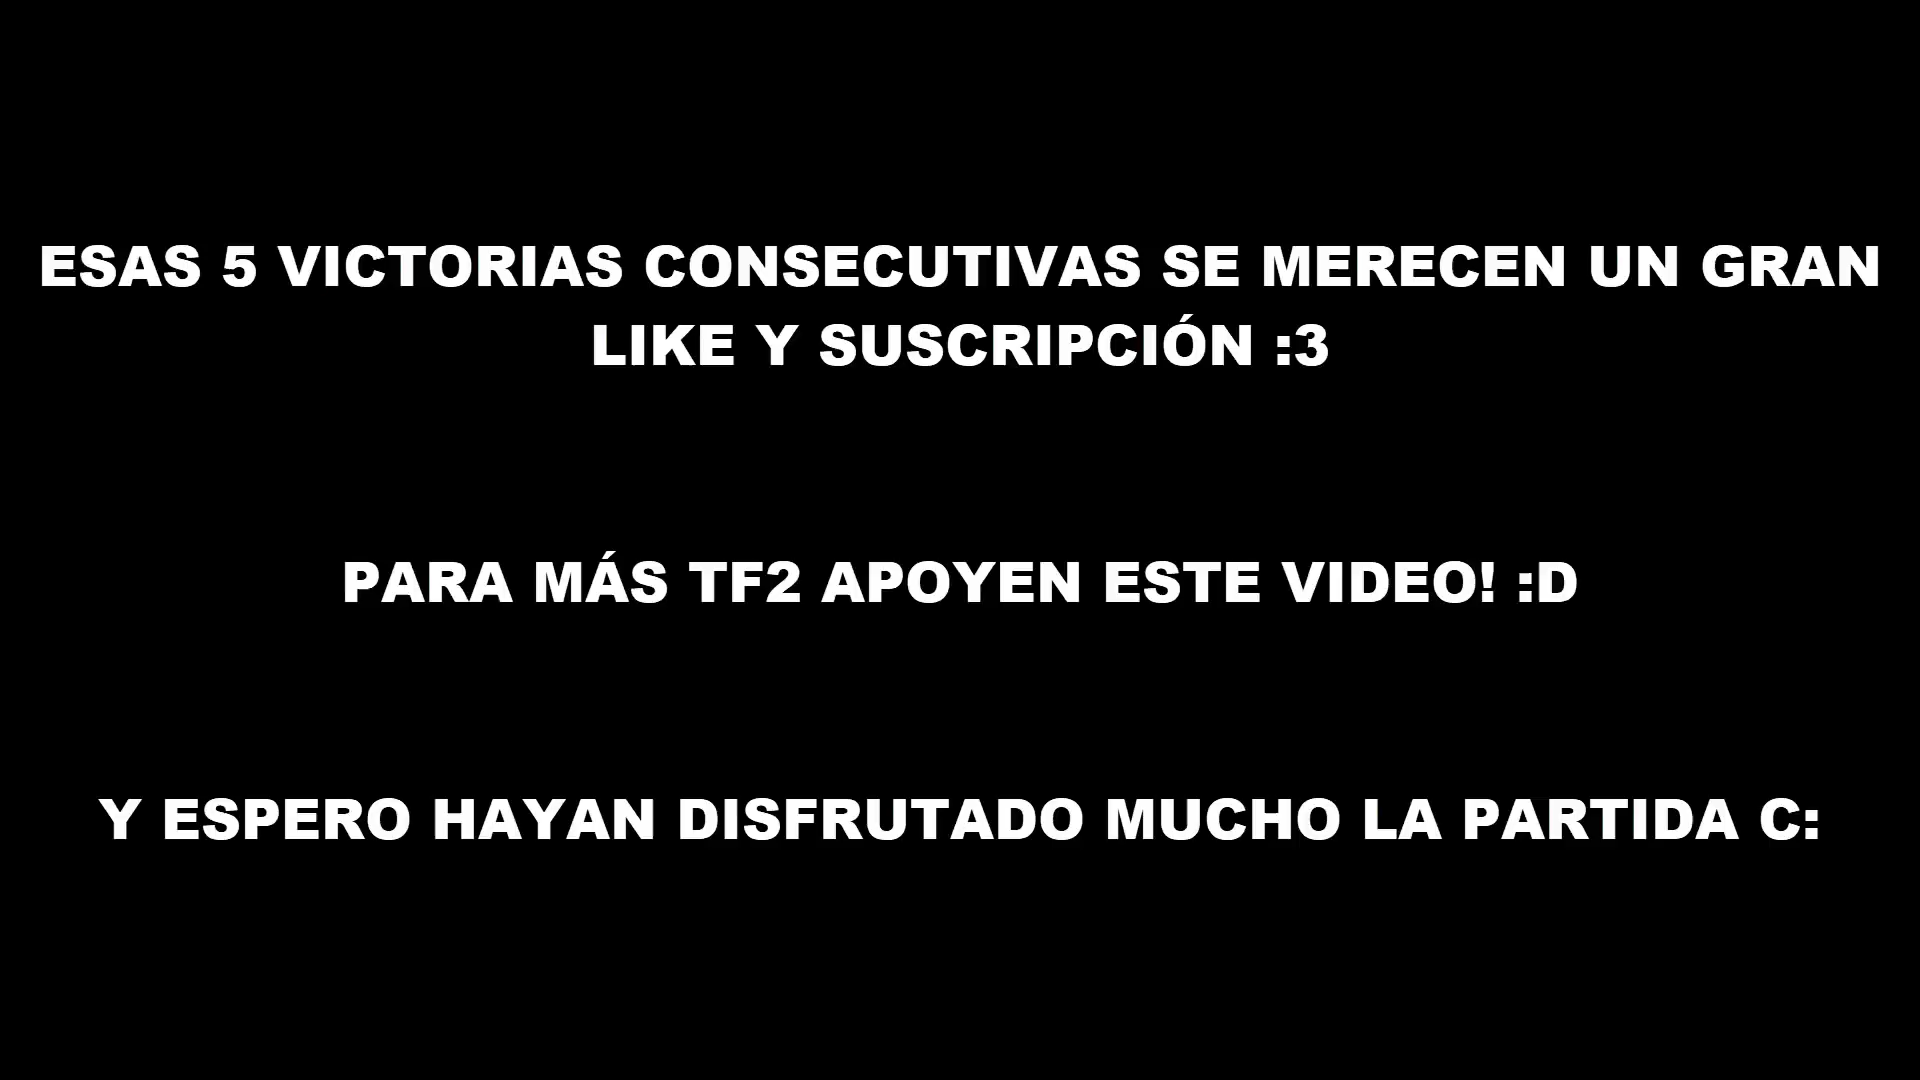 ESAS 5 VICTORIAS CONSECUTIVAS SE MERECEN UN GRAN
LIKE Y SUSCRIPCIÓN :3
PARA MÁS TF2 APOYEN ESTE VIDEO! :D
Y ESPERO HAYAN DISFRUTADO MUCHO LA PARTIDA C: